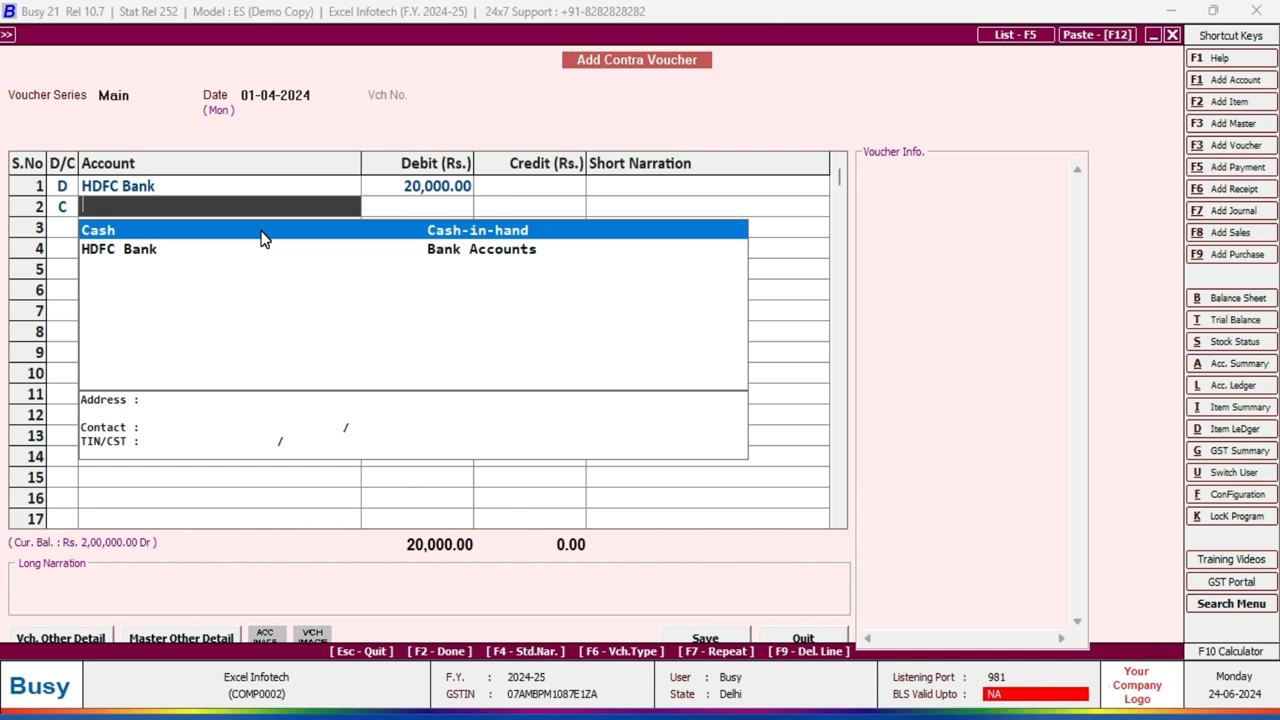 Busy 21 Rel 10.7 | Stat Rel 252 | Model : ES (Demo Copy) | Excel Infotech (F.Y. 2024-25) | 24x7 Support : +91-8282828282
>> List - F5 Paste - [F12] Shortcut Keys
Add Contra Voucher
Voucher Series Main Date 01-04-2024 Vch No.
(Mon)
Voucher Info.
S.No D/C Account Debit (Rs.) Credit (Rs.) Short Narration
1 D HDFC Bank 20,000.00
2 C
3 Cash Cash-in-hand
4 HDFC Bank Bank Accounts
5
6
7
8
9
10
11 Address :
12
Contact : /
13 TIN/CST : /
14
15
16
17
(Cur. Bal. : Rs. 2,00,000.00 Dr) 20,000.00 0.00
Long Narration
Vch. Other Detail Master Other Detail ACC IMAGE VCH IMAGE Save Quit
[Esc - Quit] [F2 - Done] [F4 - Std.Nar.] [F6 - Vch.Type] [F7 - Repeat] [F9 - Del. Line]
F1 Help
F1 Add Account
F2 Add Item
F3 Add Master
F3 Add Voucher
F5 Add Payment
F6 Add Receipt
F7 Add Journal
F8 Add Sales
F9 Add Purchase
B Balance Sheet
T Trial Balance
S Stock Status
A Acc. Summary
L Acc. Ledger
I Item Summary
D Item LeDger
G GST Summary
U Switch User
F ConFiguration
K LocK Program
Training Videos
GST Portal
Search Menu
F10 Calculator
Busy
Excel Infotech
(COMP0002)
F.Y. : 2024-25
GSTIN : 07AMBPM1087E1ZA
User : Busy
State : Delhi
Listening Port : 981
BLS Valid Upto : NA
Your
Company
Logo
Monday
24-06-2024